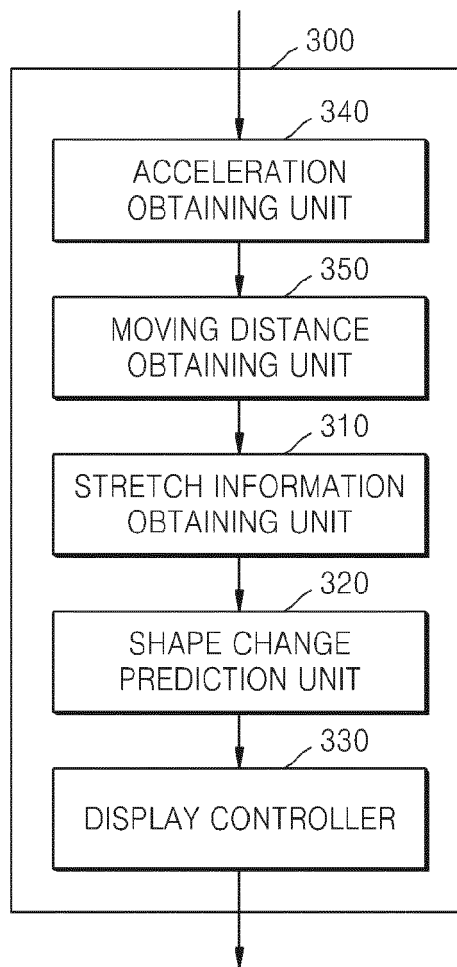 300
340
ACCELERATION
OBTAINING UNIT
350
MOVING DISTANCE
OBTAINING UNIT
310
STRETCH INFORMATION
OBTAINING UNIT
320
SHAPE CHANGE
PREDICTION UNIT
330
DISPLAY CONTROLLER